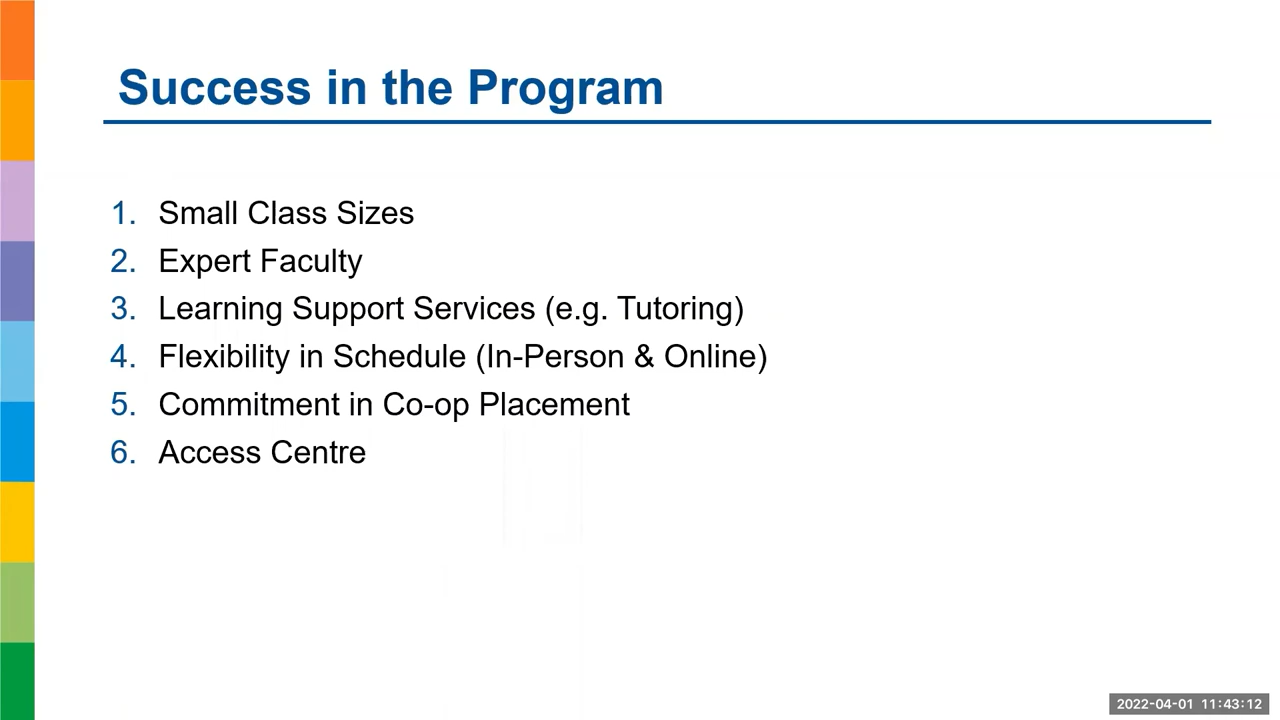 Success in the Program
1. Small Class Sizes
2. Expert Faculty
3. Learning Support Services (e.g. Tutoring)
4. Flexibility in Schedule (In-Person & Online)
5. Commitment in Co-op Placement
6. Access Centre
2022-04-01 11:43:12